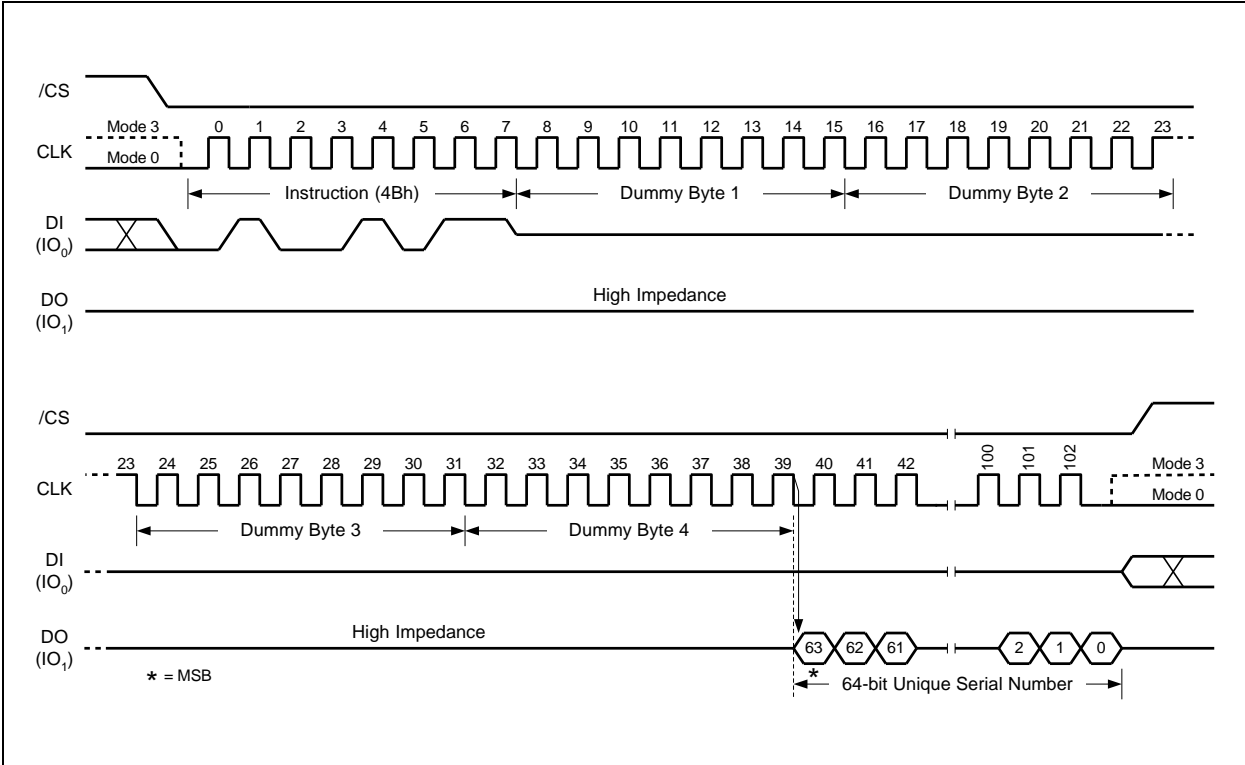 /CS
Mode 3 0 1 2 3 4 5 6 7 8 9 10 11 12 13 14 15 16 17 18 19 20 21 22 23
CLK
Mode 0
Instruction (4Bh) Dummy Byte 1 Dummy Byte 2
DI
(IO0)
High Impedance
DO
(IO1)
/CS
23 24 25 26 27 28 29 30 31 32 33 34 35 36 37 38 39 40 41 42 100 101 102 Mode 3
CLK
Mode 0
Dummy Byte 3 Dummy Byte 4
DI
(IO0)
High Impedance
DO
(IO1)
63 62 61 2 1 0
* = MSB
*
64-bit Unique Serial Number